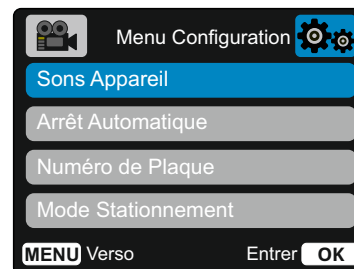 Menu Configuration
Sons Appareil
Arrêt Automatique
Numéro de Plaque
Mode Stationnement
MENU Verso Entrer OK